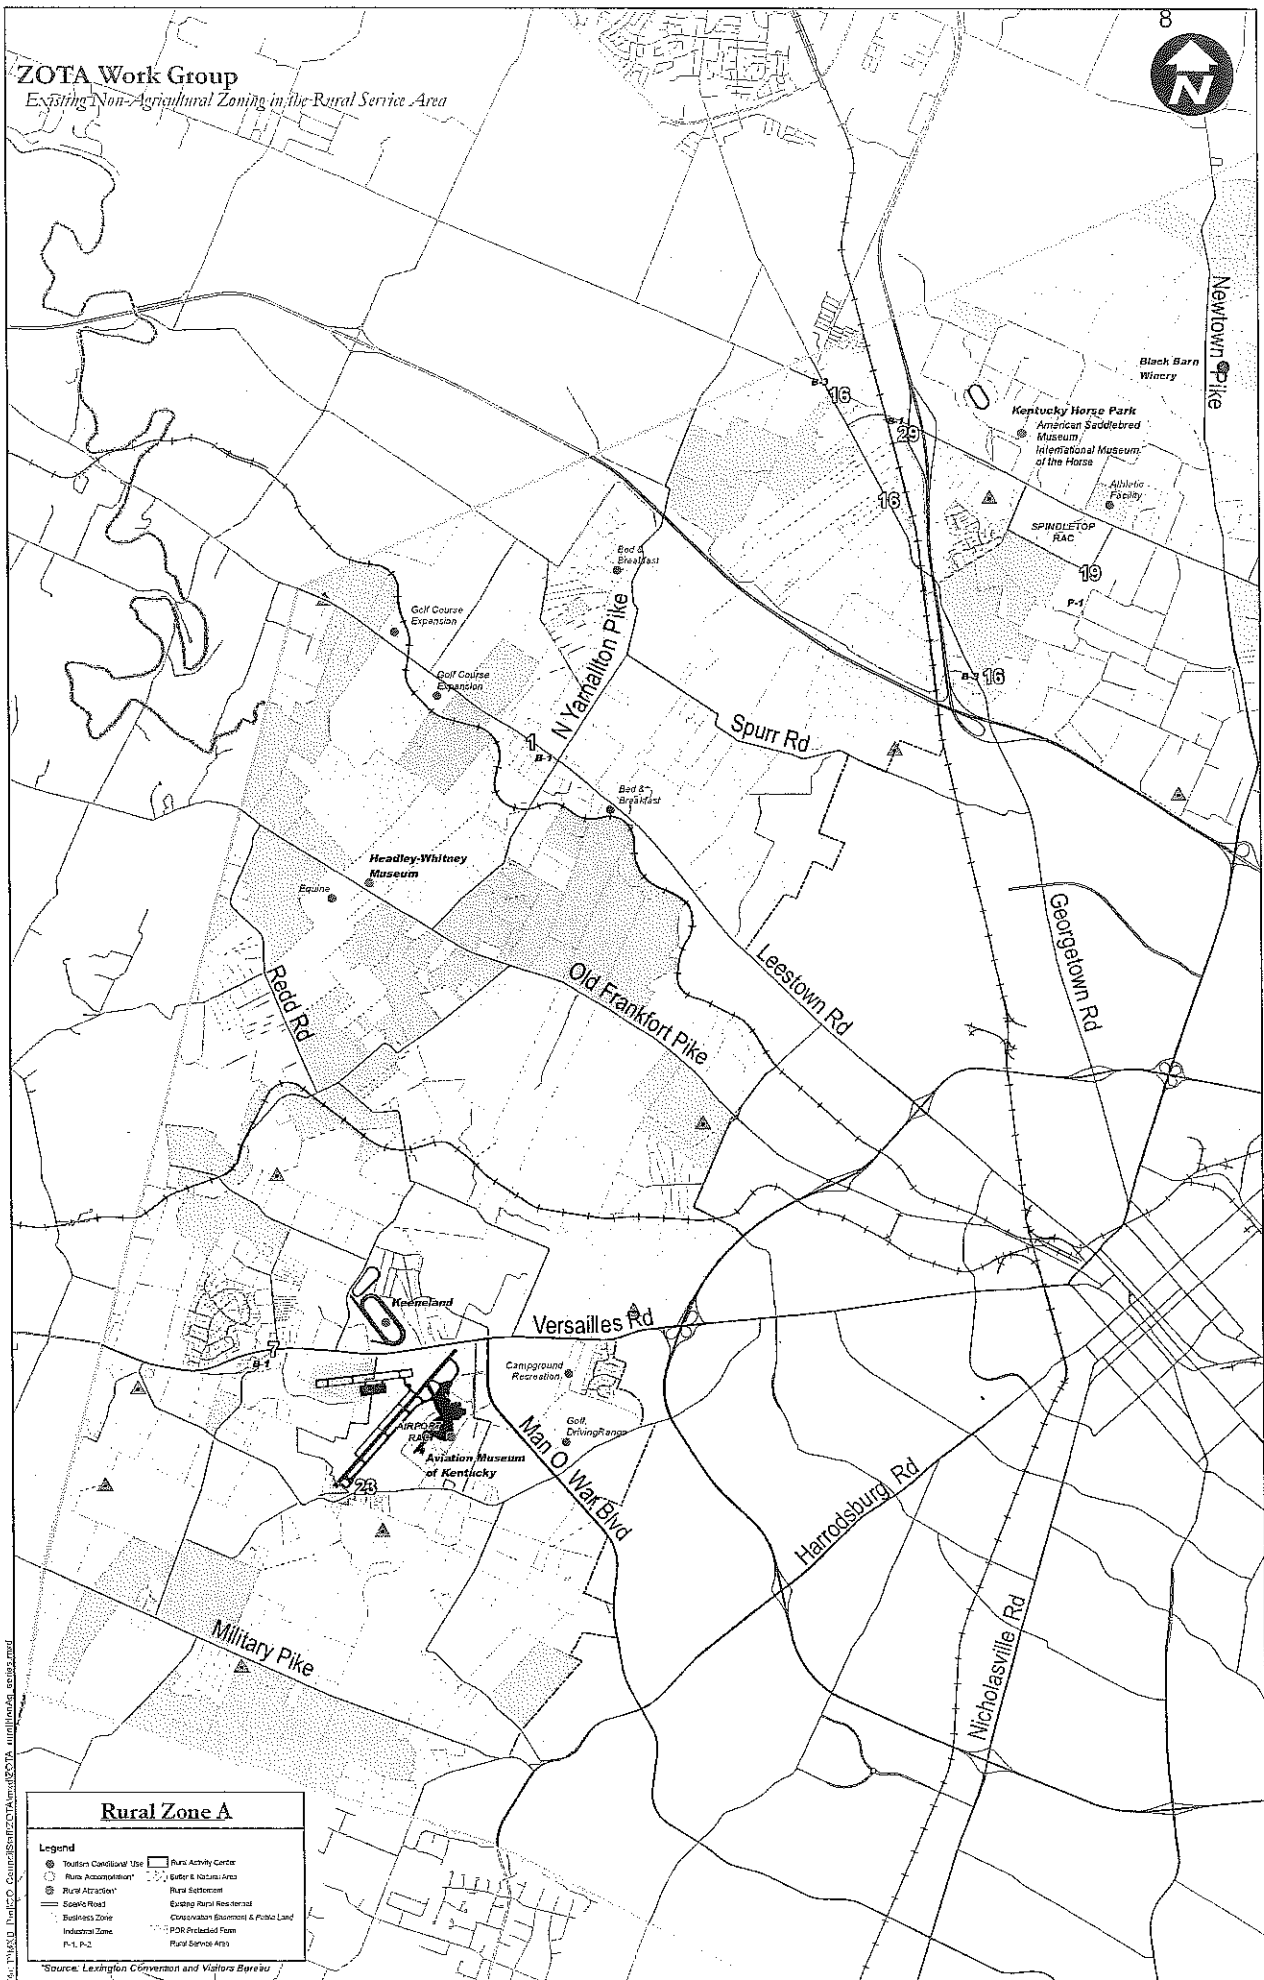 8
ZOTA Work Group
Existing Non-Agricultural Zoning in the Rural Service Area
N
Newtown Pike
Black Barn
Winery
B-3
16
Kentucky Horse Park
American Saddlebred
Museum
International Museum
of the Horse
B-1
29
Athletic
Facility
16
SPINDLETOP
RAC
19
P-1
Bed &
Breakfast
Golf Course
Expansion
N Yarnallton Pike
Golf Course
Expansion
16
Spurr Rd
1
B-1
Bed &
Breakfast
Headley-Whitney
Museum
Equine
Georgetown Rd
Leestown Rd
Redd Rd
Old Frankfort Pike
Keeneland
Versailles Rd
7
B-1
Campground
Recreation
AIRPORT
RAC
Golf,
DrivingRange
Man O War Blvd
Aviation Museum
of Kentucky
23
Harrodsburg Rd
Nicholasville Rd
Military Pike
Rural Zone A
Legend
Tourism Conditional Use
Rural Accomodation*
Rural Attraction*
Scenic Road
Business Zone
Industrial Zone
P-1, P-2
Rural Activity Center
Buffer & Natural Area
Rural Settlement
Existing Rural Residential
Conservation Easement & Public Land
PDR Protected Farm
Rural Service Area
*Source: Lexington Convention and Visitors Bureau